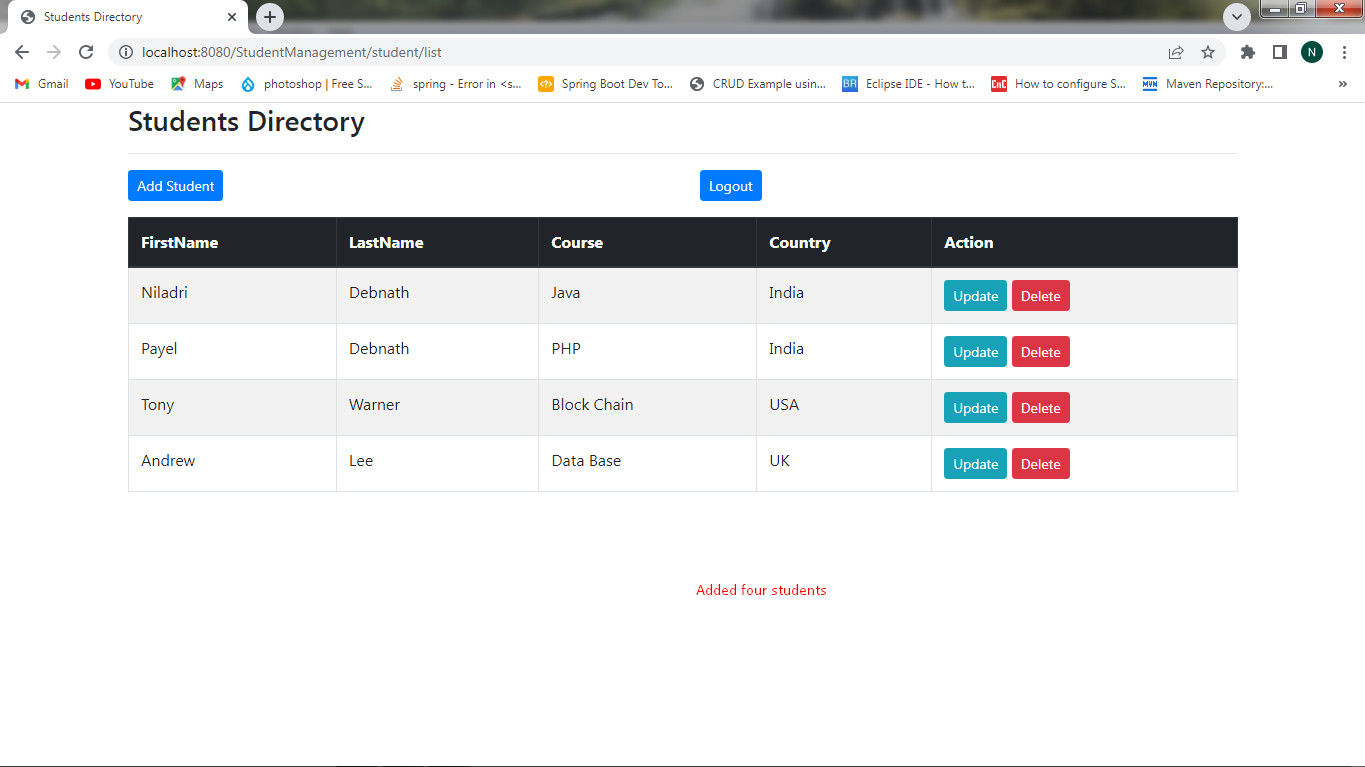 Students Directory
localhost:8080/StudentManagement/student/list
N
Gmail YouTube Maps photoshop | Free S... spring - Error in <s... Spring Boot Dev To... CRUD Example usin... BR Eclipse IDE - How t... CnC How to configure S... MVN Maven Repository:... »
Students Directory
Add Student Logout
FirstName LastName Course Country Action
Niladri Debnath Java India Update Delete
Payel Debnath PHP India Update Delete
Tony Warner Block Chain USA Update Delete
Andrew Lee Data Base UK Update Delete
Added four students